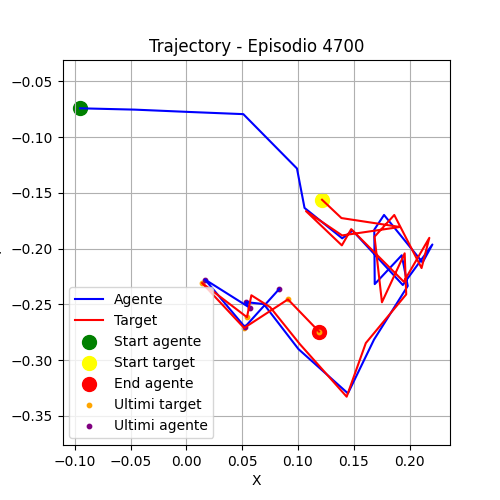 Trajectory - Episodio 4700
−0.05
−0.10
−0.15
−0.20
−0.25
−0.30
−0.35
Agente
Target
Start agente
Start target
End agente
Ultimi target
Ultimi agente
−0.10
−0.05
0.00
0.05
0.10
0.15
0.20
X